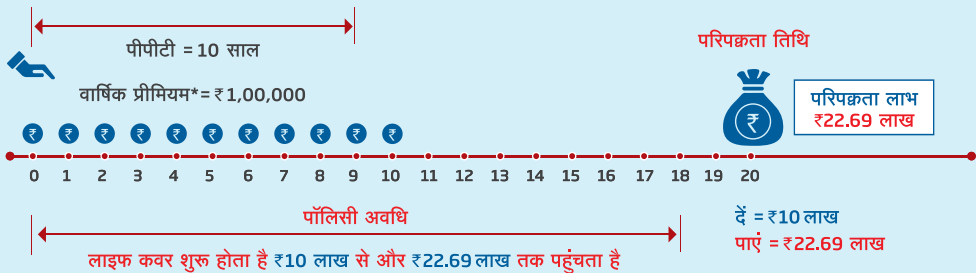 पीपीटी = 10 साल
परिपक्वता तिथि
वार्षिक प्रीमियम* = ₹1,00,000
परिपक्वता लाभ
₹22.69 लाख
₹ ₹ ₹ ₹ ₹ ₹ ₹ ₹ ₹ ₹ ₹
₹
0 1 2 3 4 5 6 7 8 9 10 11 12 13 14 15 16 17 18 19 20
पॉलिसी अवधि
दें = ₹10 लाख
पाएं = ₹22.69 लाख
लाइफ कवर शुरू होता है ₹10 लाख से और ₹22.69 लाख तक पहुंचता है